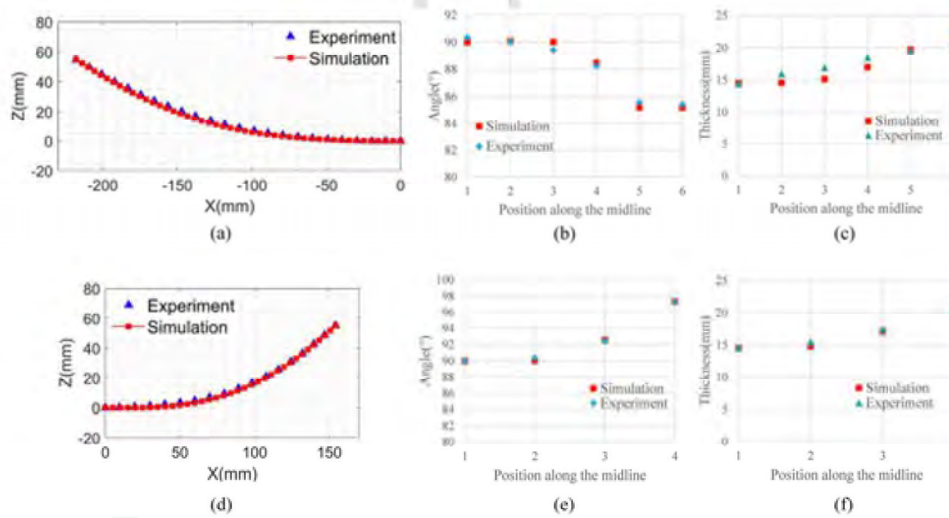 80
60
40
20
0
-20
Z(mm)
Experiment
Simulation
-200
-150
-100
-50
0
X(mm)
(a)
92
90
88
86
84
82
80
Angle(°)
Simulation
Experiment
1
2
3
4
5
6
Position along the midline
(b)
25
20
15
10
5
0
Thickness(mm)
Simulation
Experiment
1
2
3
4
5
Position along the midline
(c)
80
60
40
20
0
-20
Z(mm)
Experiment
Simulation
0
50
100
150
X(mm)
(d)
100
98
96
94
92
90
88
86
84
82
80
Angle(°)
Simulation
Experiment
1
2
3
4
Position along the midline
(e)
25
20
15
10
5
0
Thickness(mm)
Simulation
Experiment
1
2
3
Position along the midline
(f)